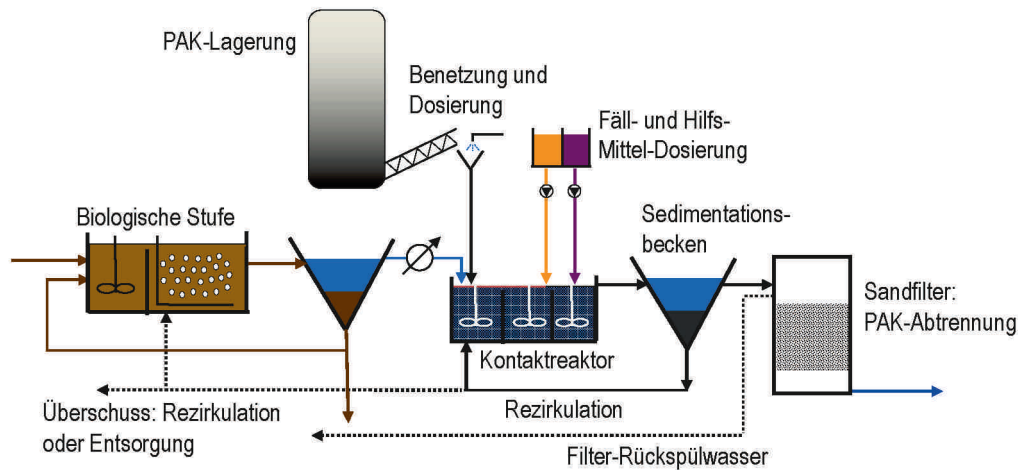 PAK-Lagerung
Benetzung und
Dosierung
Fäll- und Hilfs-
Mittel-Dosierung
Biologische Stufe
Sedimentations-
becken
Sandfilter:
PAK-Abtrennung
Kontaktreaktor
Überschuss: Rezirkulation
oder Entsorgung
Rezirkulation
Filter-Rückspülwasser